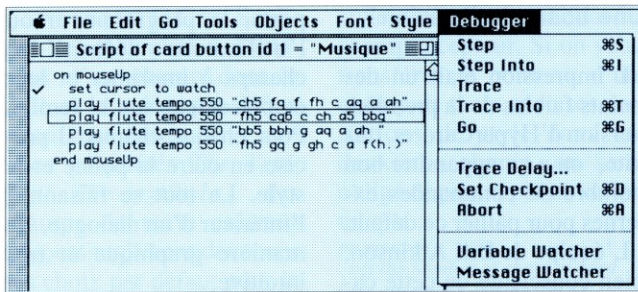 File Edit Go Tools Objects Font Style Debugger
Script of card button id 1 = "Musique"
on mouseUp
✓ set cursor to watch
play flute tempo 550 "ch5 fq f fh c aq a ah"
play flute tempo 550 "fh5 cq6 c ch a5 bbq"
play flute tempo 550 "bb5 bbh g aq a ah "
play flute tempo 550 "fh5 gq g gh c a f(h.)"
end mouseUp
Step ⌘S
Step Into ⌘I
Trace
Trace Into ⌘T
Go ⌘G
Trace Delay...
Set Checkpoint ⌘D
Abort ⌘A
Variable Watcher
Message Watcher